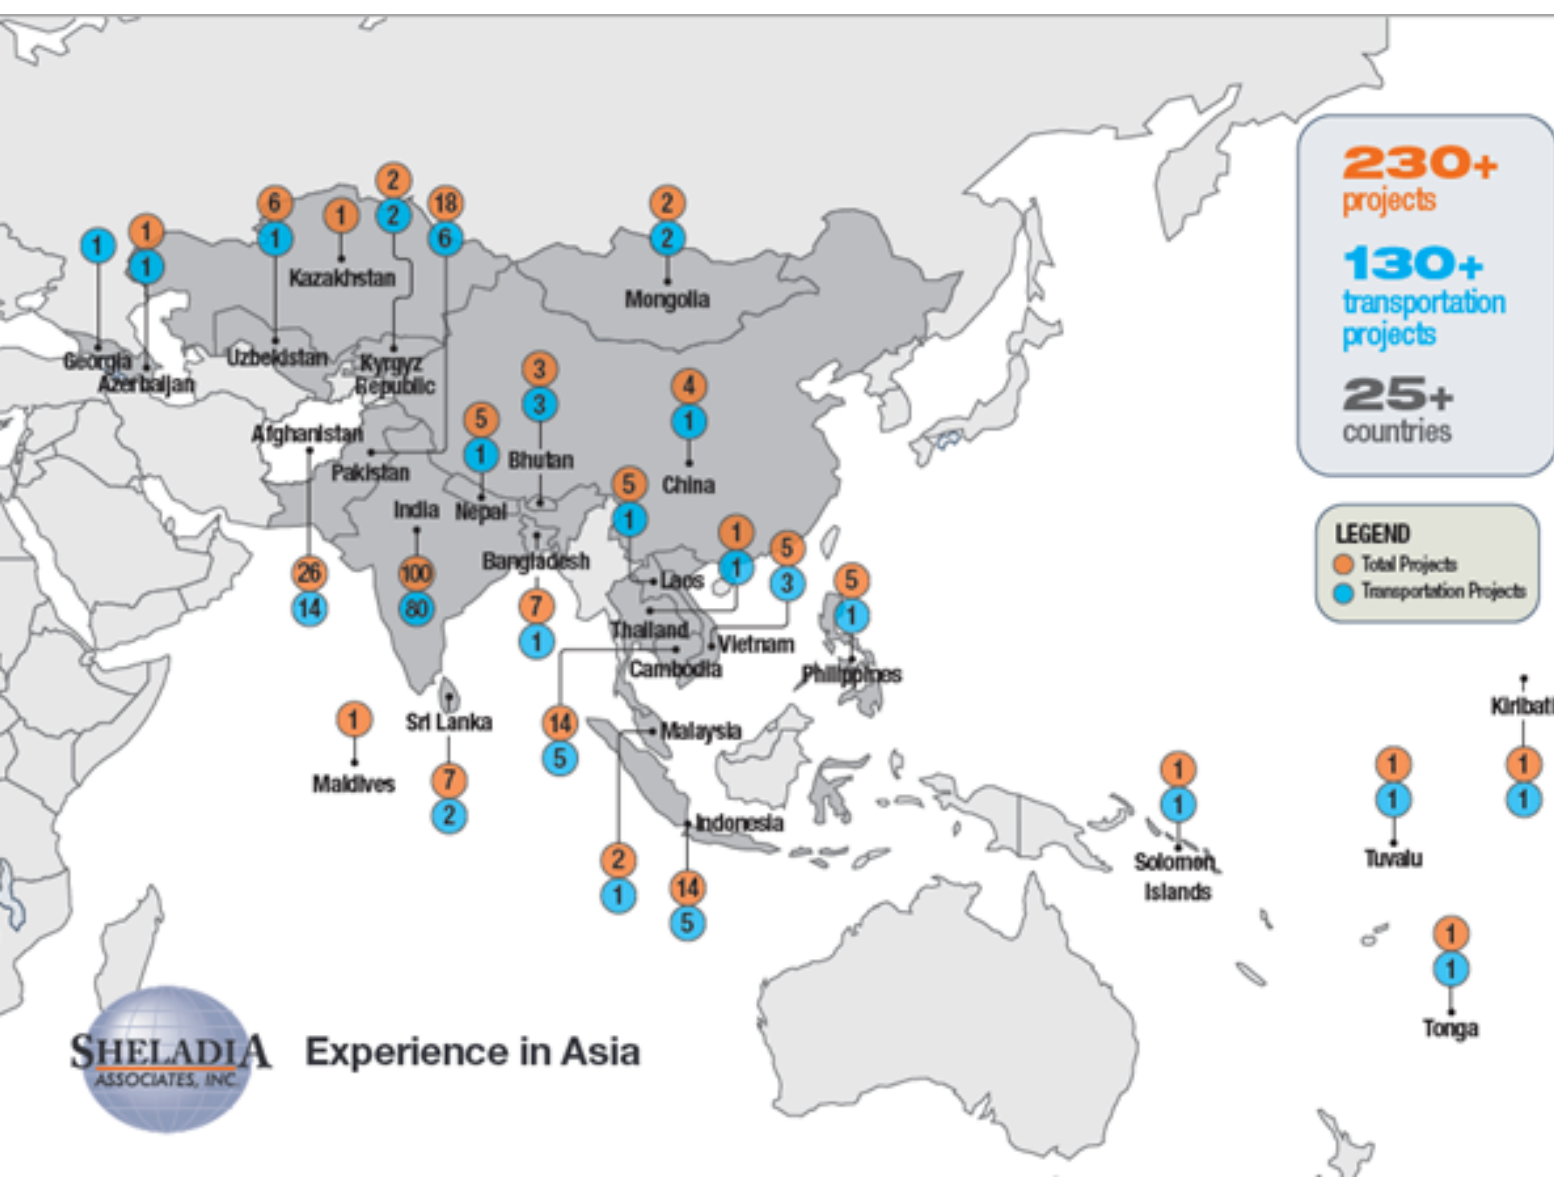 230+
projects
130+
transportation
projects
25+
countries
LEGEND
Total Projects
Transportation Projects
2
6
1
2
18
2
1
1
1
1
6
2
Kazakhstan
Mongolia
Georgia
Azerbaijan
Uzbekistan
Kyrgyz
Republic
3
3
Bhutan
4
1
China
5
1
Nepal
Afghanistan
Pakistan
India
Bangladesh
5
1
Laos
1
1
5
3
5
1
26
14
100
80
7
1
Thailand
Vietnam
Cambodia
Philippines
1
Maldives
Sri Lanka
7
2
14
5
Malaysia
Indonesia
2
1
14
5
1
1
Solomon
Islands
1
1
Tuvalu
Kiribati
1
1
1
1
Tonga
SHELADIA
ASSOCIATES, INC.
Experience in Asia